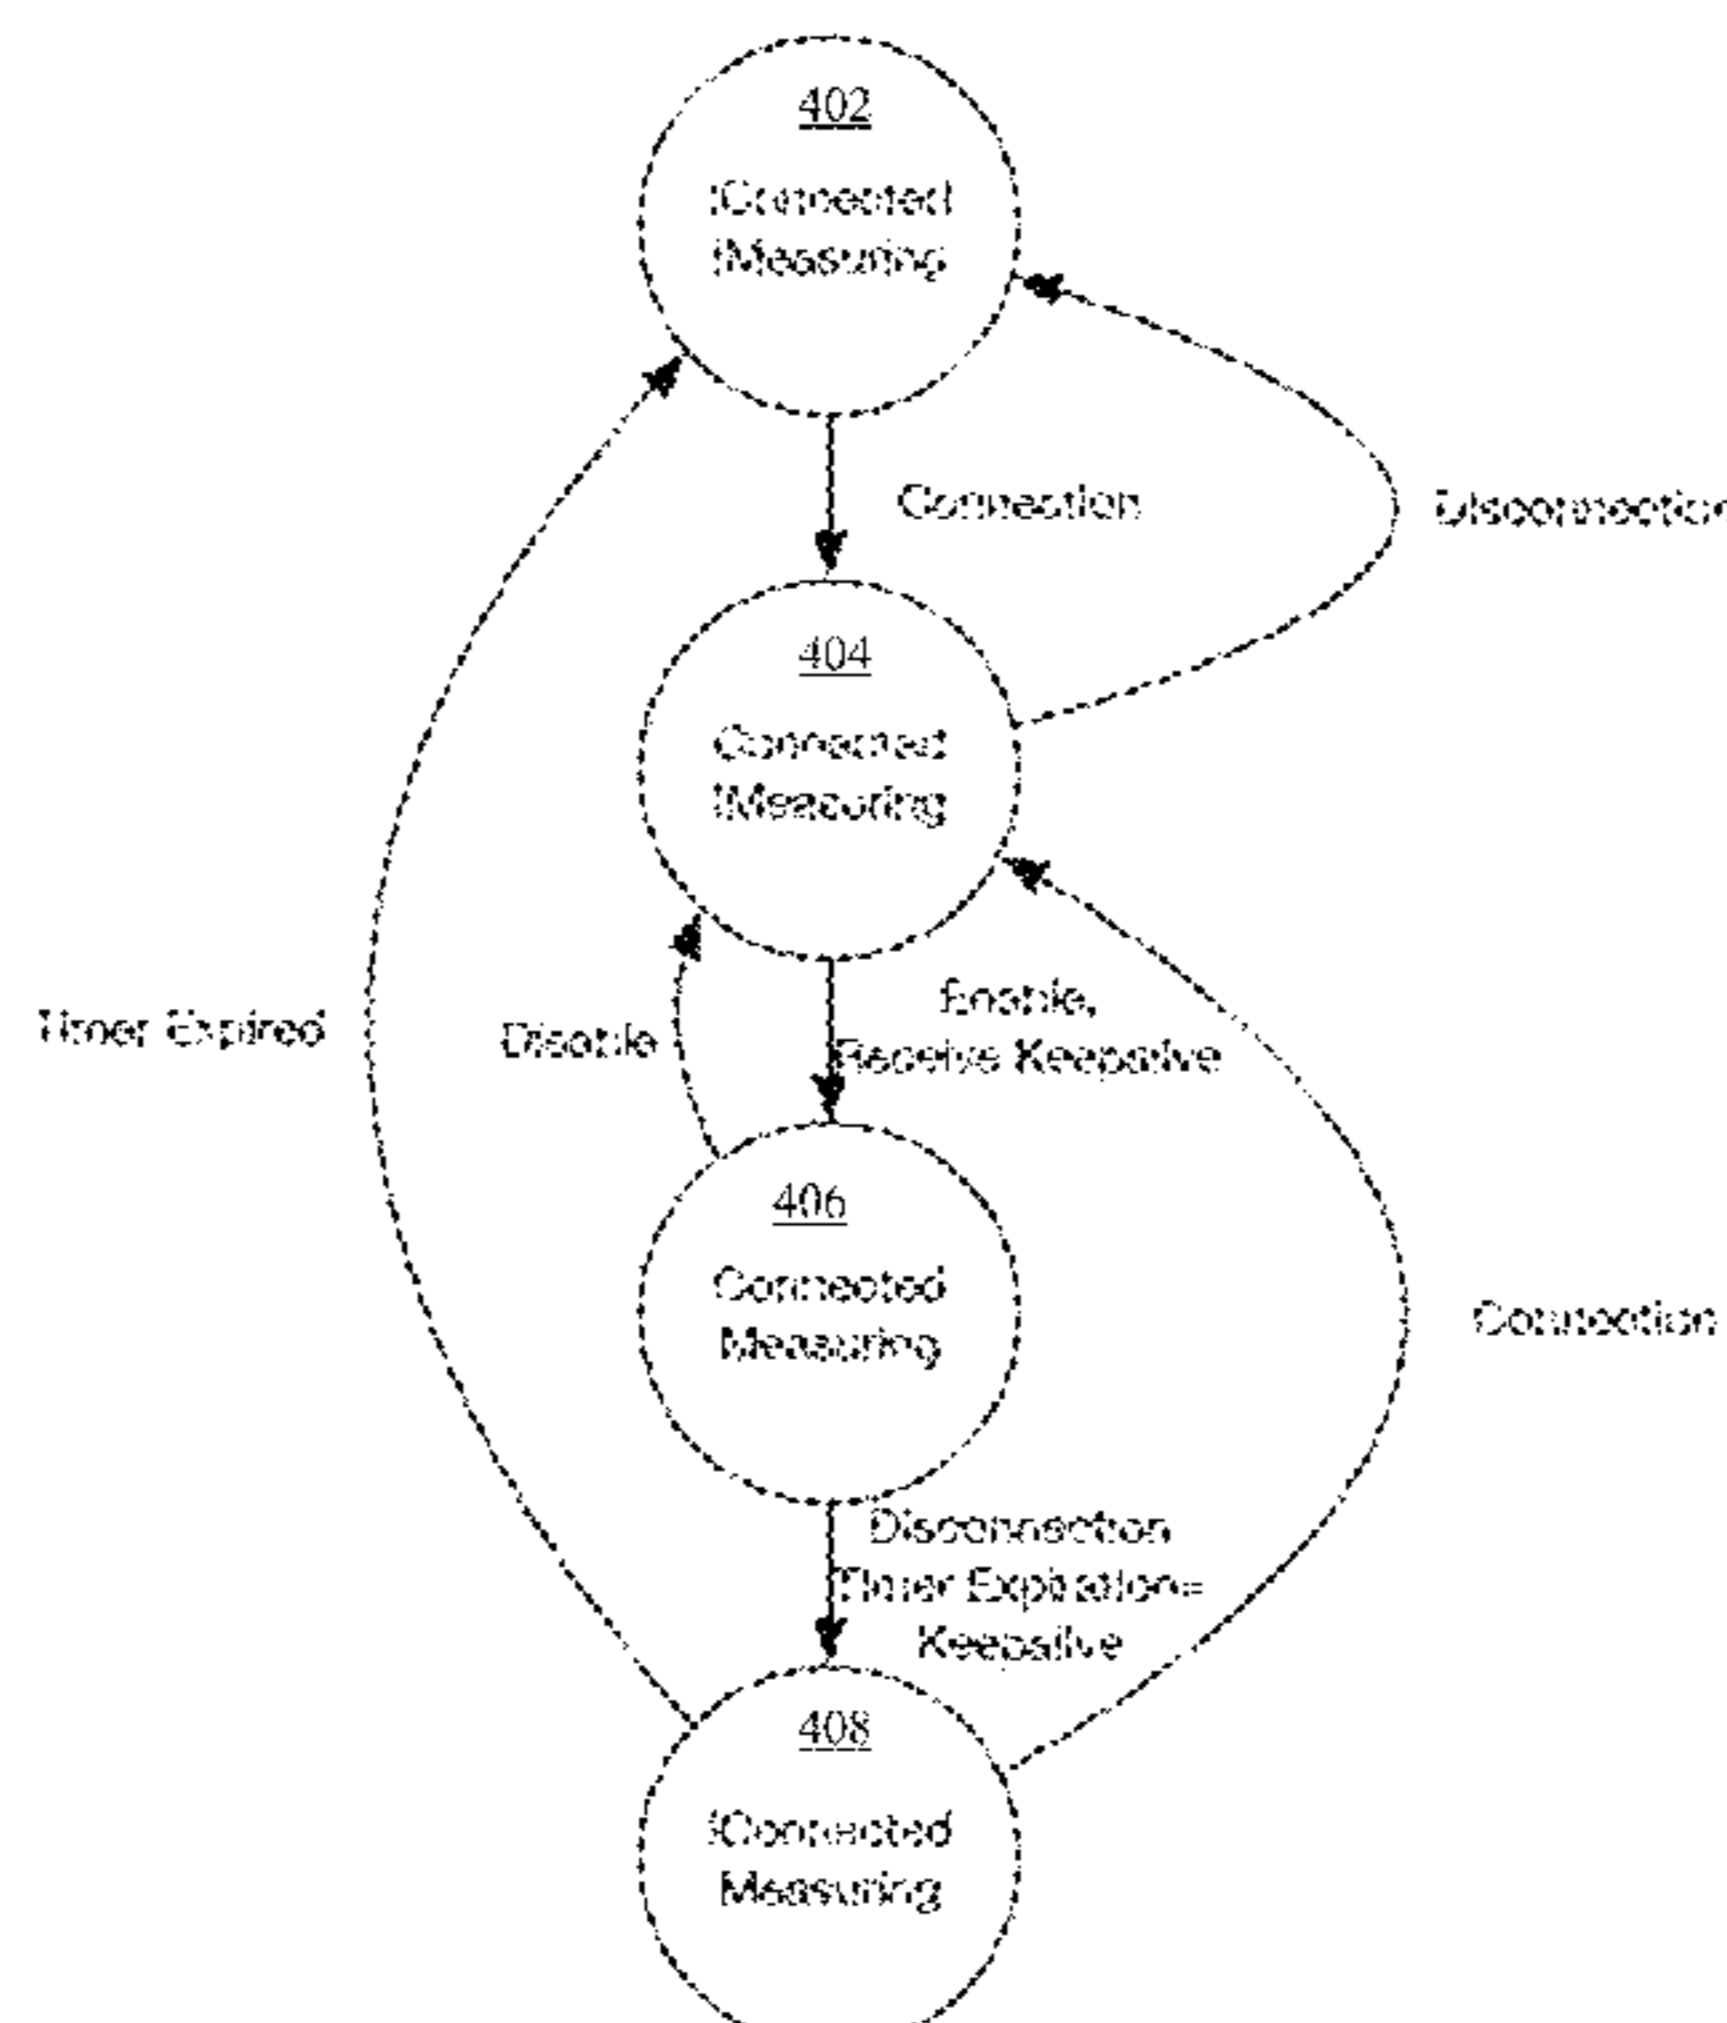 402
!Connected
!Measuring
Connection
Disconnection
404
Connected
!Measuring
Enable,
Receive Keepalive
Timer Expired
Disable
406
Connected
Measuring
Connection
Disconnection
Timer Expiration=
Keepalive
408
!Connected
Measuring